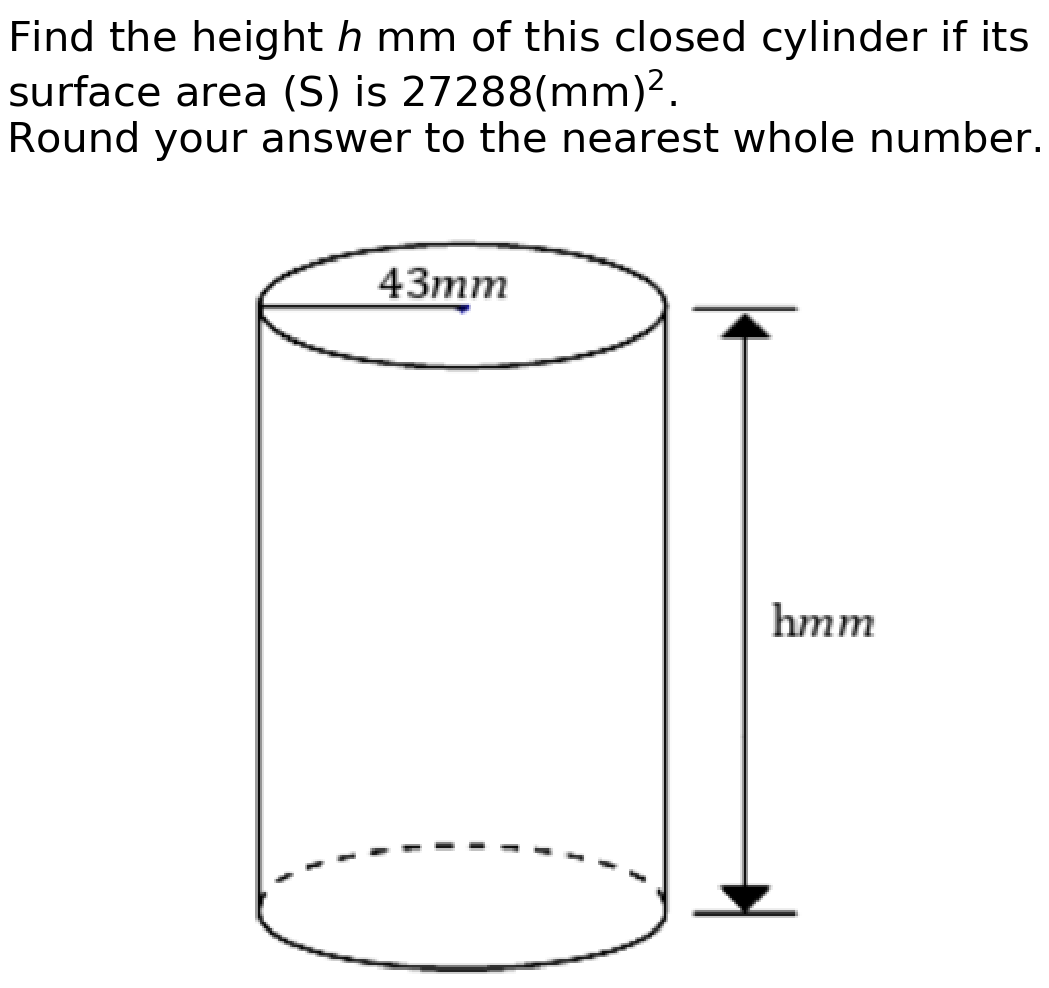 Find the height h mm of this closed cylinder if its
surface area (S) is 27288(mm)².
Round your answer to the nearest whole number.
43mm
hmm